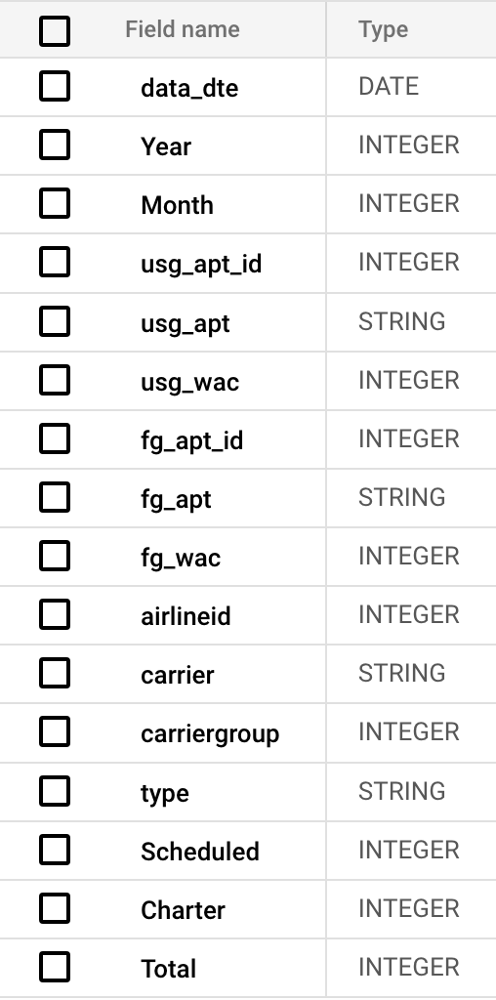 Field name Type
data_dte DATE
Year INTEGER
Month INTEGER
usg_apt_id INTEGER
usg_apt STRING
usg_wac INTEGER
fg_apt_id INTEGER
fg_apt STRING
fg_wac INTEGER
airlineid INTEGER
carrier STRING
carriergroup INTEGER
type STRING
Scheduled INTEGER
Charter INTEGER
Total INTEGER